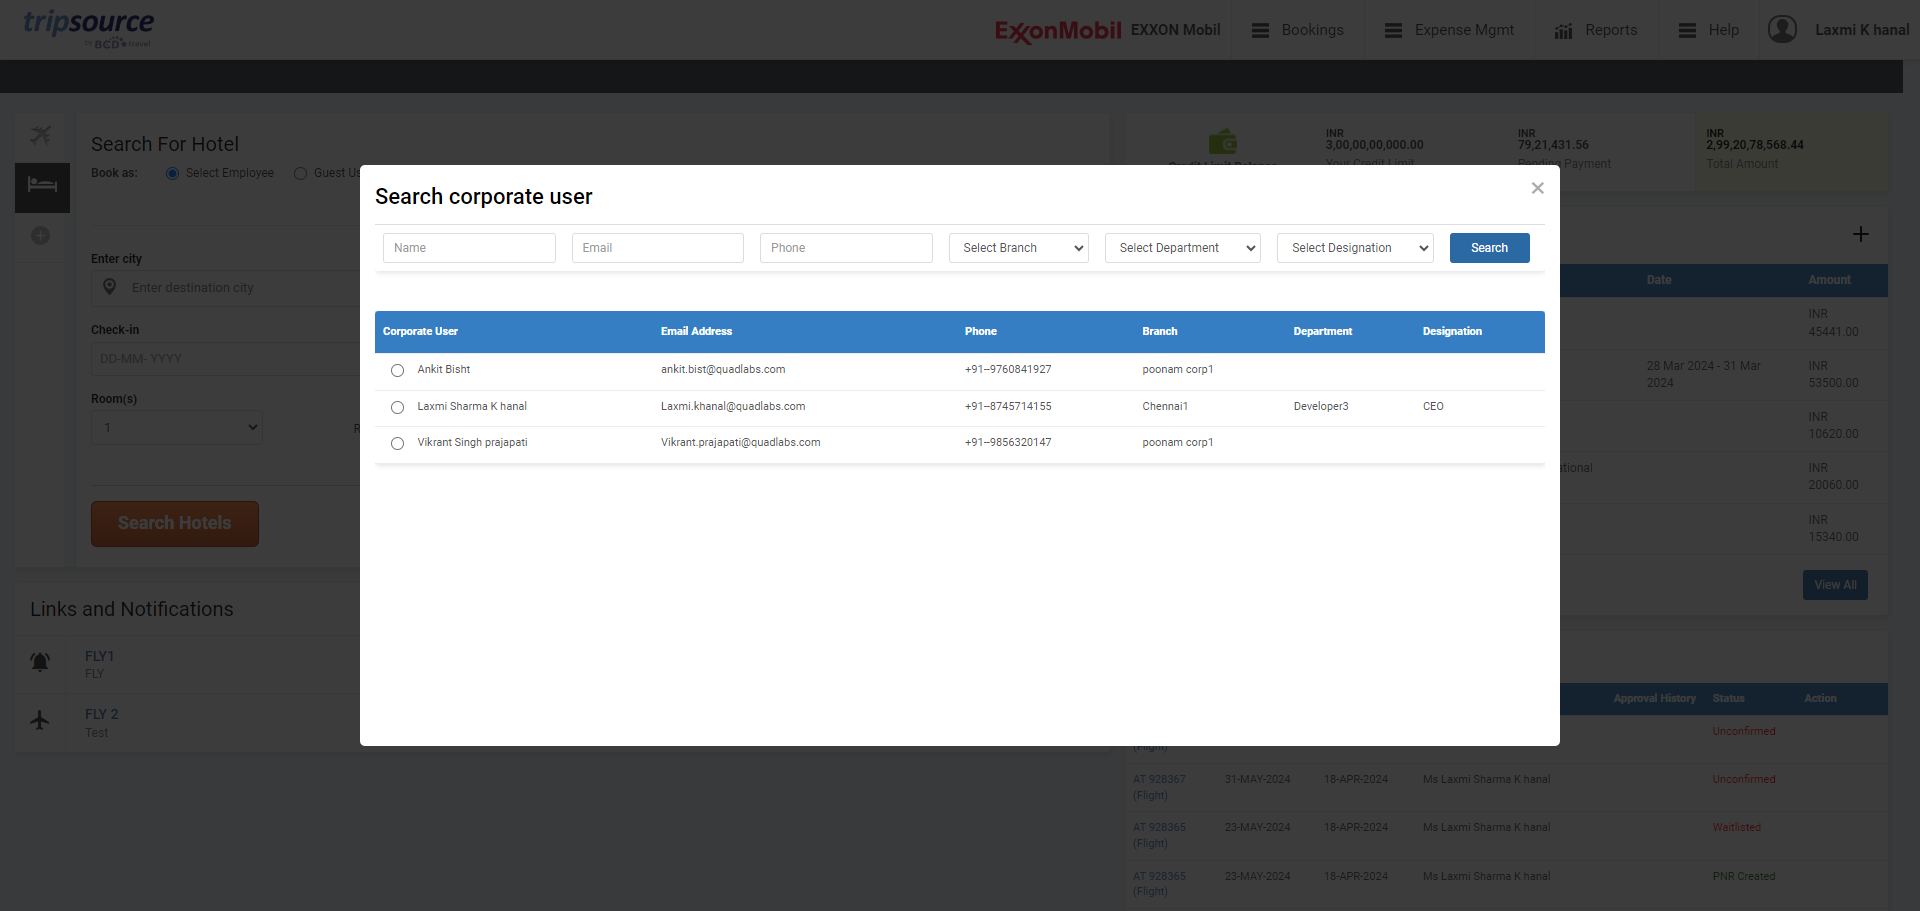 tripsource
by BCD travel
ExxonMobil EXXON Mobil Bookings Expense Mgmt Reports Help Laxmi K hanal
Search For Hotel
Book as: Select Employee Guest Us
INR
3,00,00,00,000.00
Your Credit Limit
INR
79,21,431.56
Pending Payment
INR
2,99,20,78,568.44
Total Amount
Credit Limit Balance
Enter city
Enter destination city
Check-in
DD-MM- YYYY
Room(s)
1
R
Search Hotels
Search corporate user
×
Name Email Phone Select Branch Select Department Select Designation Search
Corporate User Email Address Phone Branch Department Designation
Ankit Bisht ankit.bist@quadlabs.com +91--9760841927 poonam corp1
Laxmi Sharma K hanal Laxmi.khanal@quadlabs.com +91--8745714155 Chennai1 Developer3 CEO
Vikrant Singh prajapati Vikrant.prajapati@quadlabs.com +91--9856320147 poonam corp1
Date Amount
INR
45441.00
28 Mar 2024 - 31 Mar
2024
INR
53500.00
INR
10620.00
ational
INR
20060.00
INR
15340.00
View All
Links and Notifications
FLY1
FLY
FLY 2
Test
Approval History Status Action
Unconfirmed
(Flight)
AT 928367 31-MAY-2024 18-APR-2024 Ms Laxmi Sharma K hanal Unconfirmed
(Flight)
AT 928365 23-MAY-2024 18-APR-2024 Ms Laxmi Sharma K hanal Waitlisted
(Flight)
AT 928365 23-MAY-2024 18-APR-2024 Ms Laxmi Sharma K hanal PNR Created
(Flight)